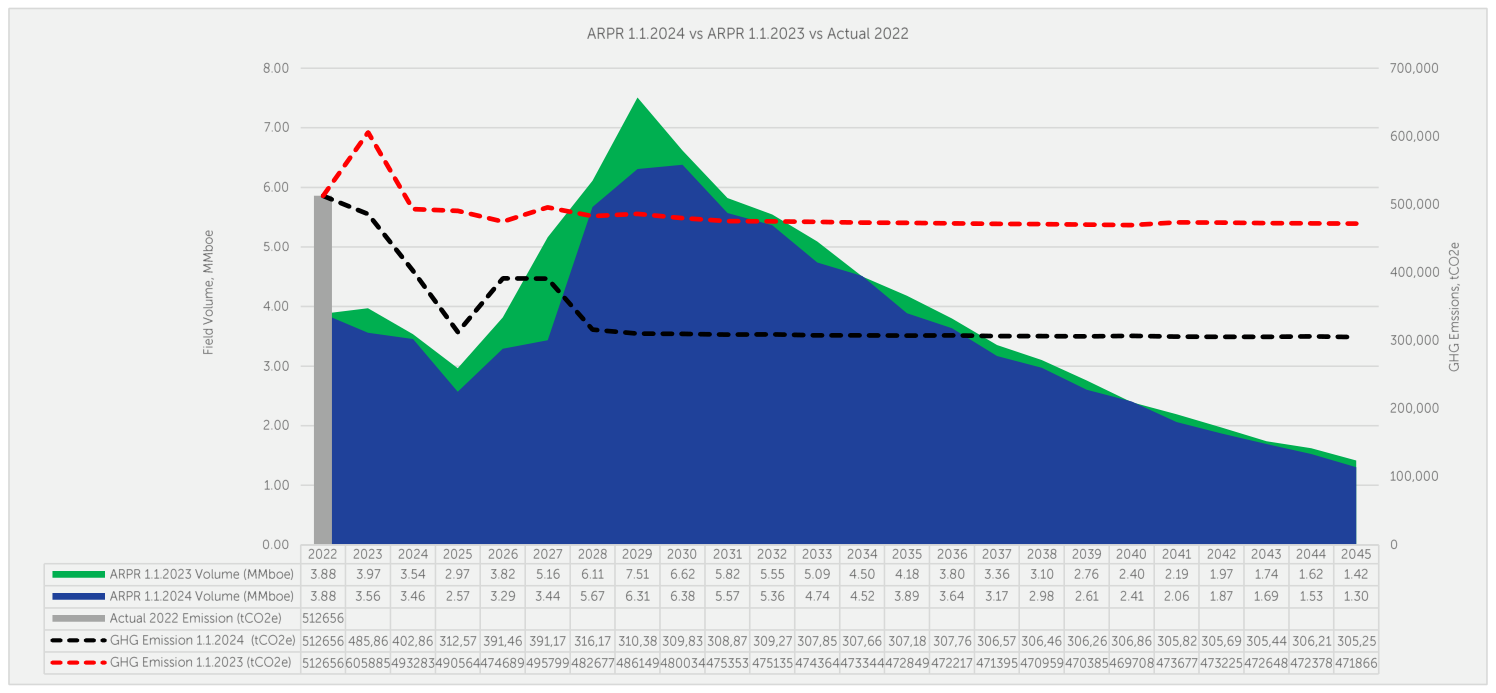 ARPR 1.1.2024 vs ARPR 1.1.2023 vs Actual 2022
8.00
7.00
6.00
5.00
4.00
3.00
2.00
1.00
0.00
Field Volume, MMboe
700,000
600,000
500,000
400,000
300,000
200,000
100,000
0
GHG Emssions, tCO2e
2022 2023 2024 2025 2026 2027 2028 2029 2030 2031 2032 2033 2034 2035 2036 2037 2038 2039 2040 2041 2042 2043 2044 2045
ARPR 1.1.2023 Volume (MMboe) 3.88 3.97 3.54 2.97 3.82 5.16 6.11 7.51 6.62 5.82 5.55 5.09 4.50 4.18 3.80 3.36 3.10 2.76 2.40 2.19 1.97 1.74 1.62 1.42
ARPR 1.1.2024 Volume (MMboe) 3.88 3.56 3.46 2.57 3.29 3.44 5.67 6.31 6.38 5.57 5.36 4.74 4.52 3.89 3.64 3.17 2.98 2.61 2.41 2.06 1.87 1.69 1.53 1.30
Actual 2022 Emission (tCO2e) 512656
GHG Emission 1.1.2024 (tCO2e) 512656 485,86 402,86 312,57 391,46 391,17 316,17 310,38 309,83 308,87 309,27 307,85 307,66 307,18 307,76 306,57 306,46 306,26 306,86 305,82 305,69 305,44 306,21 305,25
GHG Emission 1.1.2023 (tCO2e) 512656 605885 493283 490564 474689 495799 482677 486149 480034 475353 475135 474364 473344 472849 472217 471395 470959 470385 469708 473677 473225 472648 472378 471866